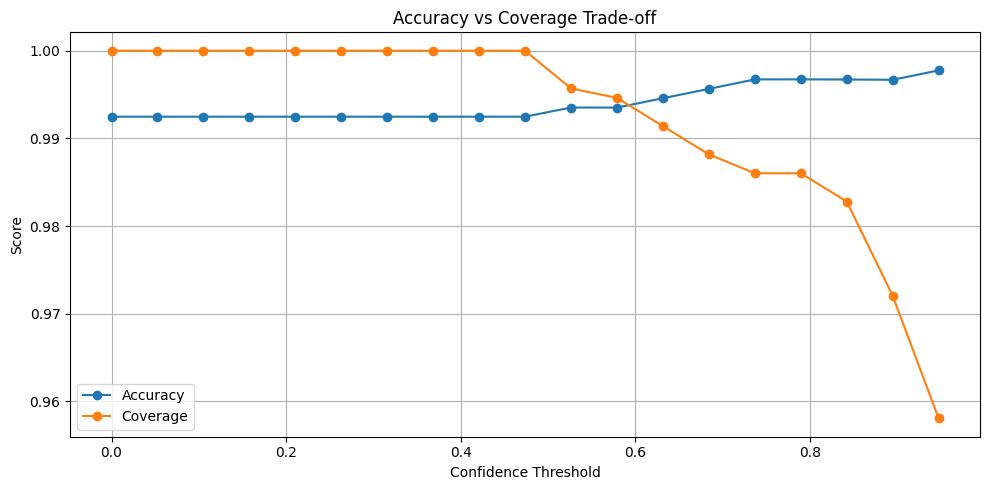 Accuracy vs Coverage Trade-off
1.00
0.99
0.98
0.97
0.96
Score
Accuracy
Coverage
0.0 0.2 0.4 0.6 0.8
Confidence Threshold